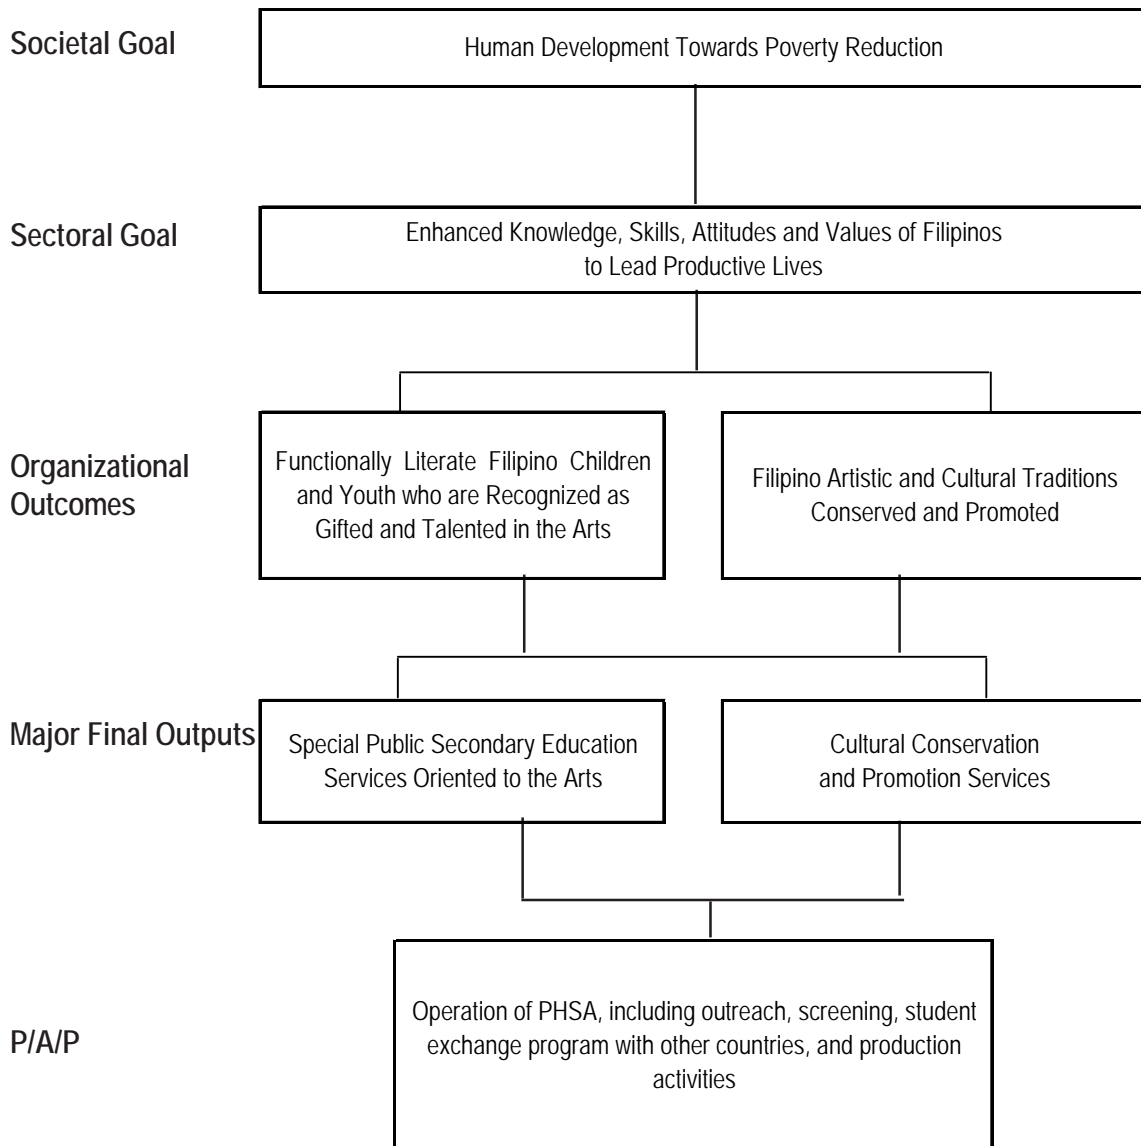 Societal Goal
Human Development Towards Poverty Reduction
Sectoral Goal
Enhanced Knowledge, Skills, Attitudes and Values of Filipinos
to Lead Productive Lives
Organizational
Outcomes
Functionally Literate Filipino Children
and Youth who are Recognized as
Gifted and Talented in the Arts
Filipino Artistic and Cultural Traditions
Conserved and Promoted
Major Final Outputs
Special Public Secondary Education
Services Oriented to the Arts
Cultural Conservation
and Promotion Services
P/A/P
Operation of PHSA, including outreach, screening, student
exchange program with other countries, and production
activities